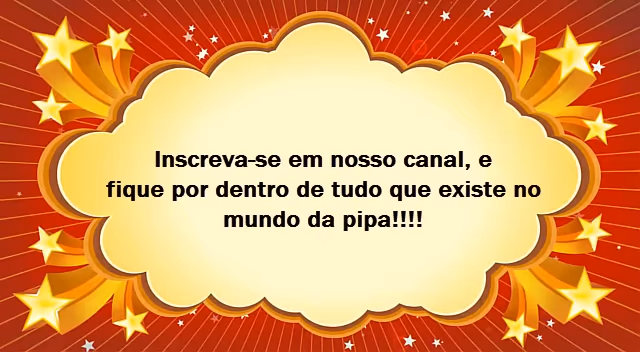 Inscreva-se em nosso canal, e
fique por dentro de tudo que existe no
mundo da pipa!!!!